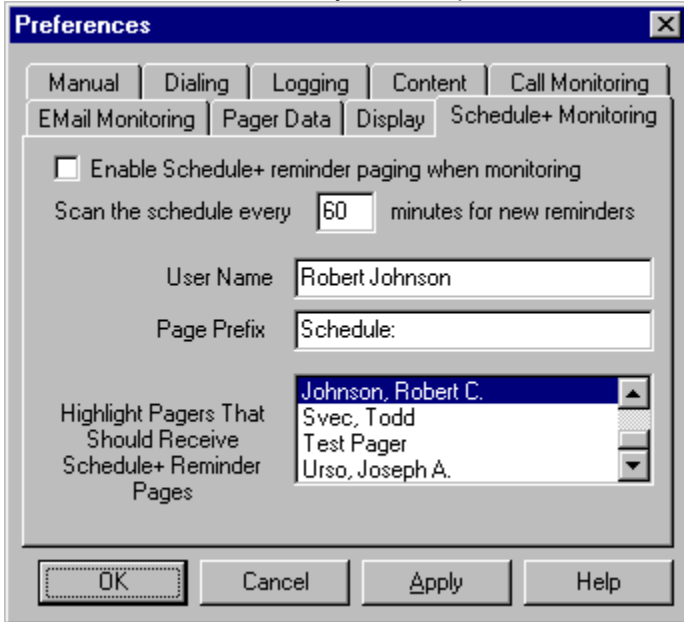 Preferences
Manual Dialing Logging Content Call Monitoring
EMail Monitoring Pager Data Display Schedule+ Monitoring
Enable Schedule+ reminder paging when monitoring
Scan the schedule every 60 minutes for new reminders
User Name Robert Johnson
Page Prefix Schedule:
Highlight Pagers That
Should Receive
Schedule+ Reminder
Pages
Johnson, Robert C.
Svec, Todd
Test Pager
Urso, Joseph A.
OK Cancel Apply Help